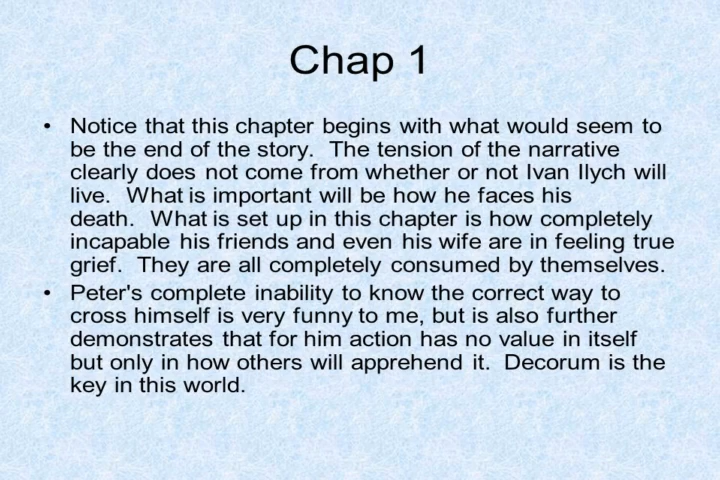 Chap 1
• Notice that this chapter begins with what would seem to
be the end of the story.  The tension of the narrative
clearly does not come from whether or not Ivan Ilych will
live.  What is important will be how he faces his
death.  What is set up in this chapter is how completely
incapable his friends and even his wife are in feeling true
grief.  They are all completely consumed by themselves.
• Peter's complete inability to know the correct way to
cross himself is very funny to me, but is also further
demonstrates that for him action has no value in itself
but only in how others will apprehend it.  Decorum is the
key in this world.